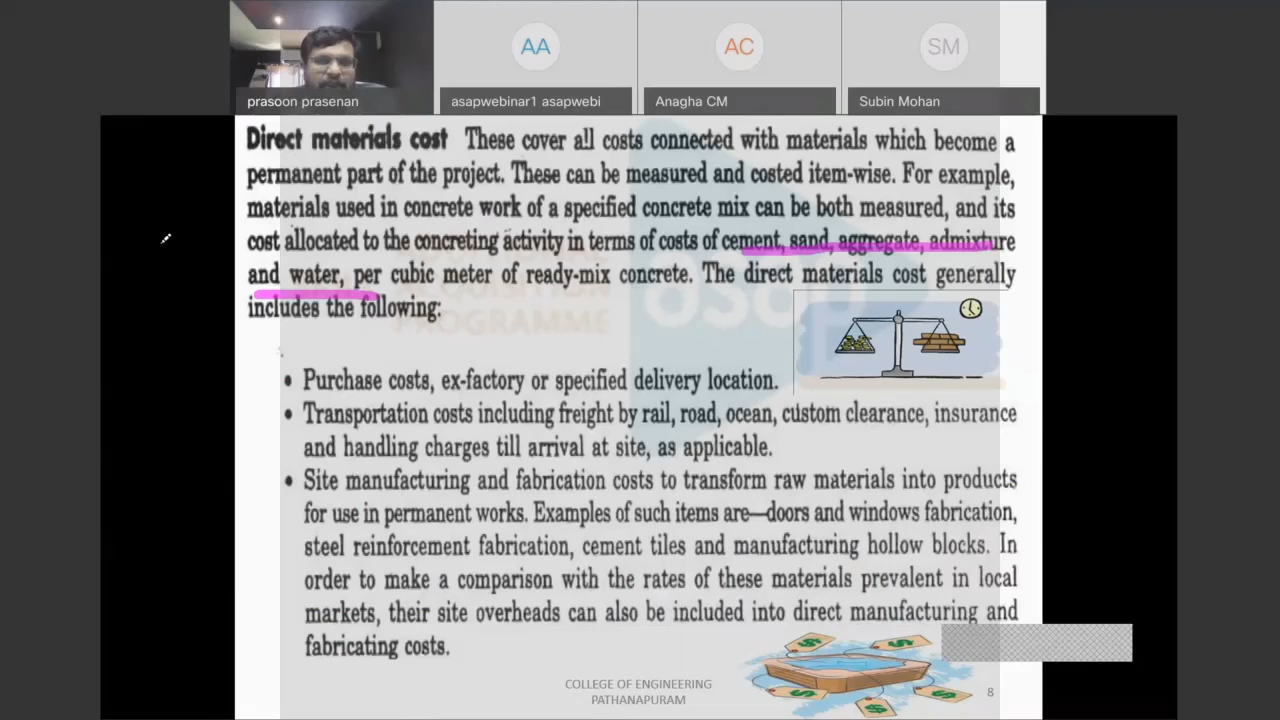 AA
AC
SM
prasoon prasenan
asapwebinar1 asapwebi
Anagha CM
Subin Mohan
Direct materials cost These cover all costs connected with materials which become a
permanent part of the project. These can be measured and costed item-wise. For example,
materials used in concrete work of a specified concrete mix can be both measured, and its
cost allocated to the concreting activity in terms of costs of cement, sand, aggregate, admixture
and water, per cubic meter of ready-mix concrete. The direct materials cost generally
includes the following:
asap
PROGRAMME
• Purchase costs, ex-factory or specified delivery location.
• Transportation costs including freight by rail, road, ocean, custom clearance, insurance
and handling charges till arrival at site, as applicable.
• Site manufacturing and fabrication costs to transform raw materials into products
for use in permanent works. Examples of such items are—doors and windows fabrication,
steel reinforcement fabrication, cement tiles and manufacturing hollow blocks. In
order to make a comparison with the rates of these materials prevalent in local
markets, their site overheads can also be included into direct manufacturing and
fabricating costs.
$ $ $ $ $
COLLEGE OF ENGINEERING
PATHANAPURAM
8